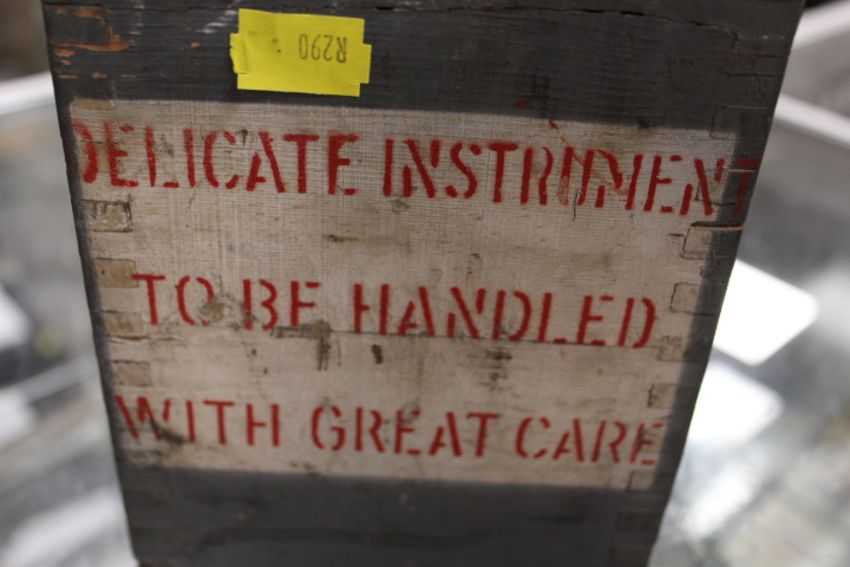 R290
DELICATE INSTRUMENT
TO BE HANDLED
WITH GREAT CARE